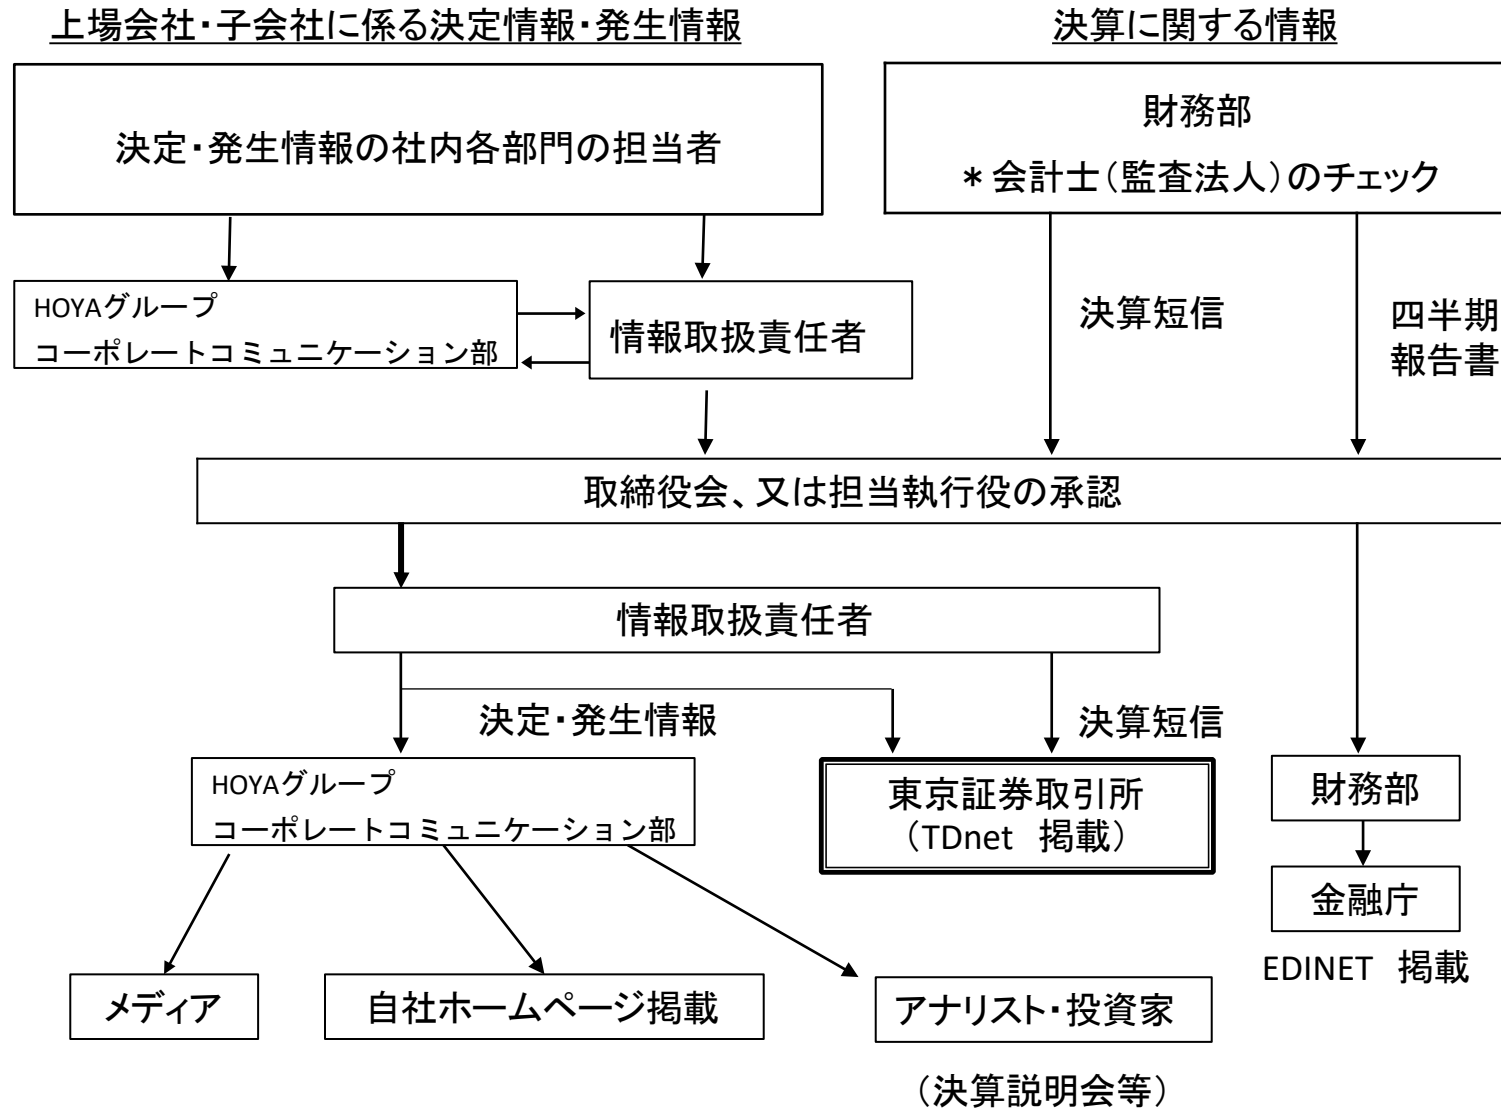 上場会社・子会社に係る決定情報・発生情報
決算に関する情報
決定・発生情報の社内各部門の担当者
財務部
＊会計士（監査法人）のチェック
HOYAグループ
コーポレートコミュニケーション部
情報取扱責任者
決算短信
四半期
報告書
取締役会、又は担当執行役の承認
情報取扱責任者
決定・発生情報
決算短信
HOYAグループ
コーポレートコミュニケーション部
東京証券取引所
（TDnet　掲載）
財務部
金融庁
EDINET　掲載
メディア
自社ホームページ掲載
アナリスト・投資家
（決算説明会等）